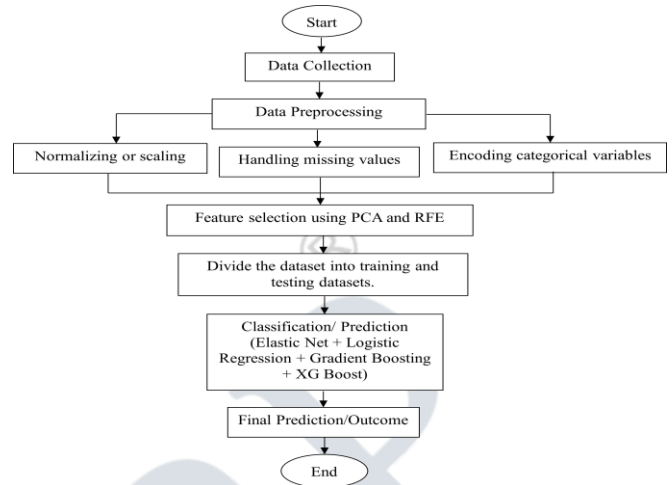 Start
Data Collection
Data Preprocessing
Normalizing or scaling
Handling missing values
Encoding categorical variables
Feature selection using PCA and RFE
Divide the dataset into training and
testing datasets.
Classification/ Prediction
(Elastic Net + Logistic
Regression + Gradient Boosting
+ XG Boost)
Final Prediction/Outcome
End